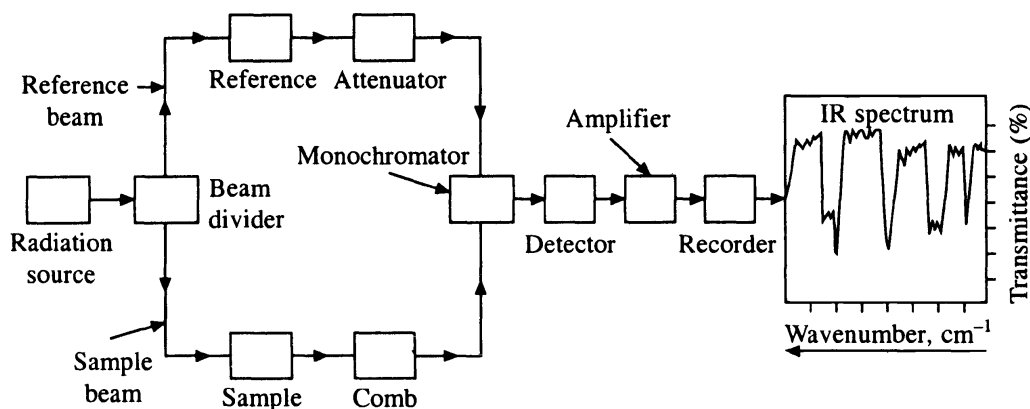 Reference
beam
Reference
Attenuator
Radiation
source
Beam
divider
Sample
beam
Sample
Comb
Monochromator
Detector
Amplifier
Recorder
IR spectrum
Transmittance (%)
Wavenumber, cm⁻¹